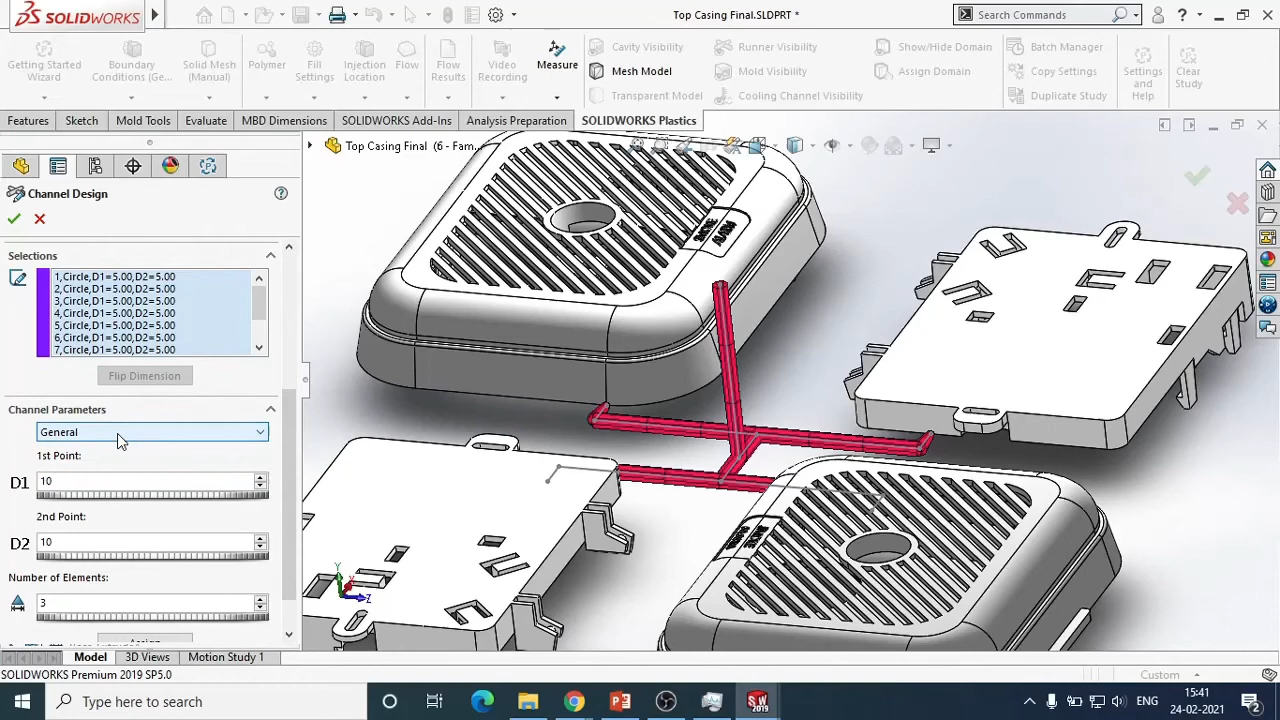 SOLIDWORKS
Top Casing Final.SLDPRT *
Search Commands
Getting Started Wizard
Boundary Conditions (Ge...
Solid Mesh (Manual)
Polymer
Fill Settings
Injection Location
Flow
Flow Results
Video Recording
Measure
Cavity Visibility
Runner Visibility
Show/Hide Domain
Mesh Model
Mold Visibility
Assign Domain
Transparent Model
Cooling Channel Visibility
Batch Manager
Copy Settings
Duplicate Study
Settings and Help
Clear Study
Features
Sketch
Mold Tools
Evaluate
MBD Dimensions
SOLIDWORKS Add-Ins
Analysis Preparation
SOLIDWORKS Plastics
Top Casing Final (6 - Fam...
Channel Design
Selections
1,Circle,D1=5.00,D2=5.00
2,Circle,D1=5.00,D2=5.00
3,Circle,D1=5.00,D2=5.00
4,Circle,D1=5.00,D2=5.00
5,Circle,D1=5.00,D2=5.00
6,Circle,D1=5.00,D2=5.00
7,Circle,D1=5.00,D2=5.00
Flip Dimension
Channel Parameters
General
1st Point:
D1 10
2nd Point:
D2 10
Number of Elements:
3
Y
Z
Model
3D Views
Motion Study 1
SOLIDWORKS Premium 2019 SP5.0
Custom
Type here to search
SW 2019
ENG
15:41
24-02-2021
2